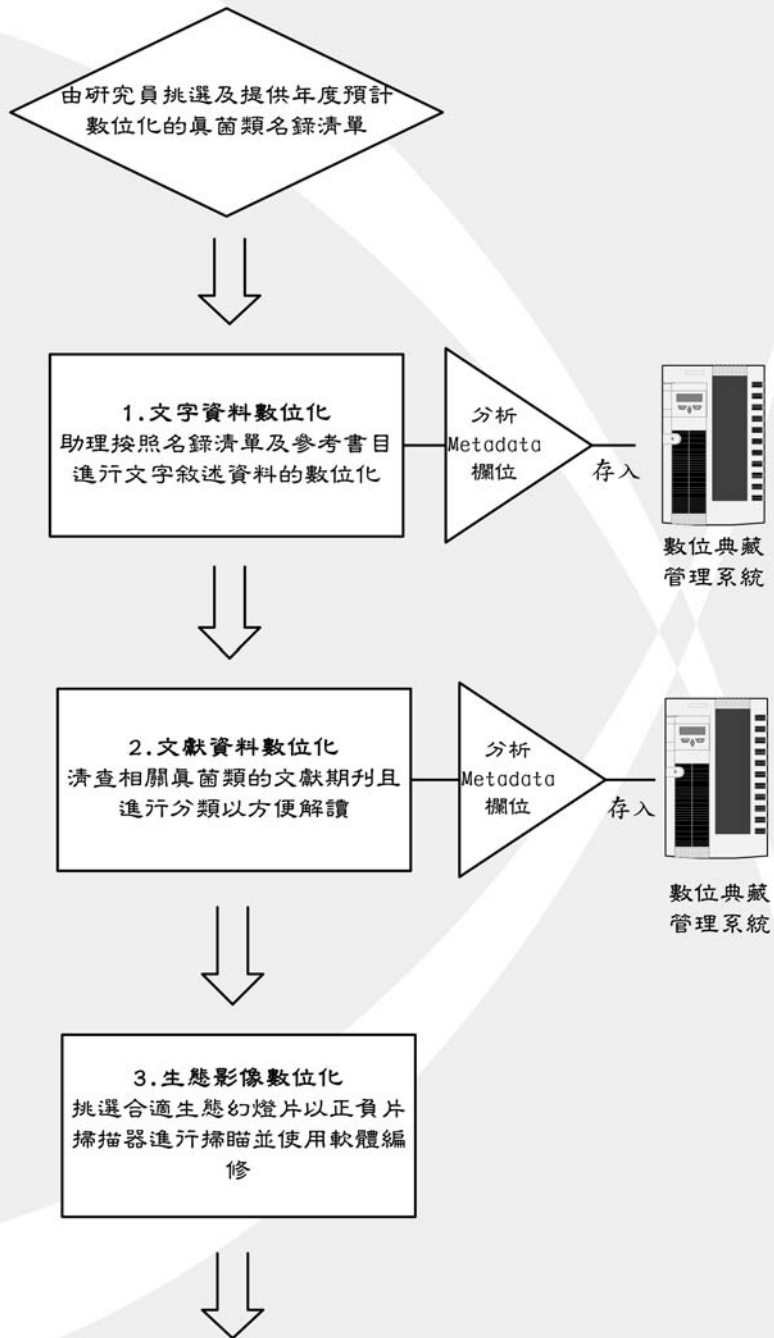 由研究員挑選及提供年度預計
數位化的真菌類名錄清單
1.文字資料數位化
助理按照名錄清單及參考書目
進行文字敘述資料的數位化
分析
Metadata
欄位
存入
數位典藏
管理系統
2.文獻資料數位化
清查相關真菌類的文獻期刊且
進行分類以方便解讀
分析
Metadata
欄位
存入
數位典藏
管理系統
3.生態影像數位化
挑選合適生態幻燈片以正負片
掃描器進行掃瞄並使用軟體編
修